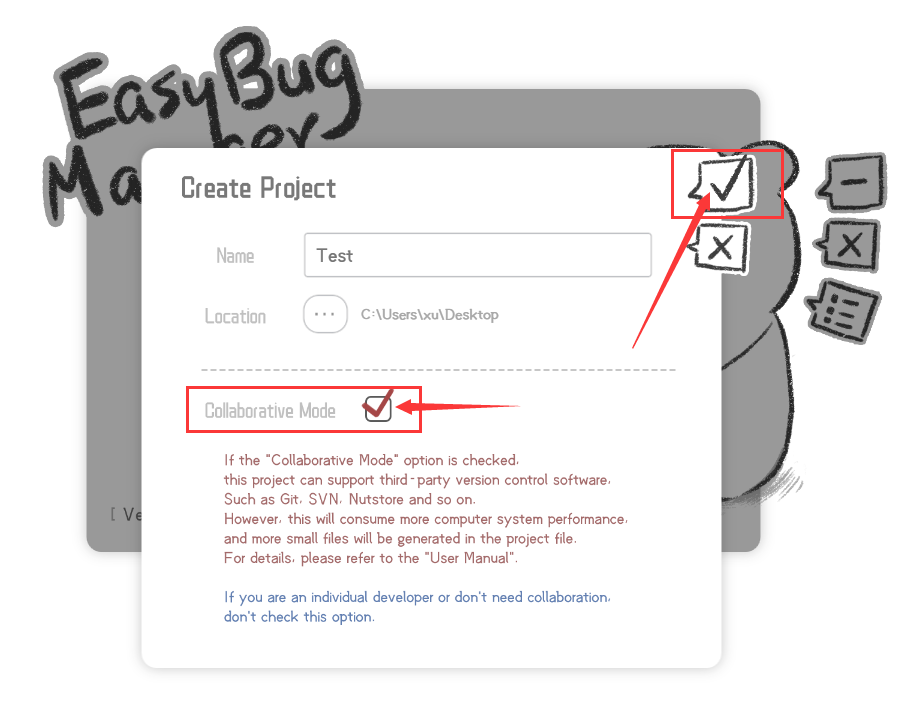 EasyBug
Ma
Create Project
Name
Test
Location
...
C:\Users\xu\Desktop
Collaborative Mode
If the "Collaborative Mode" option is checked,
this project can support third-party version control software,
Such as Git, SVN, Nutstore and so on.
However, this will consume more computer system performance,
and more small files will be generated in the project file.
For details, please refer to the "User Manual".
If you are an individual developer or don't need collaboration,
don't check this option.
[ Ve